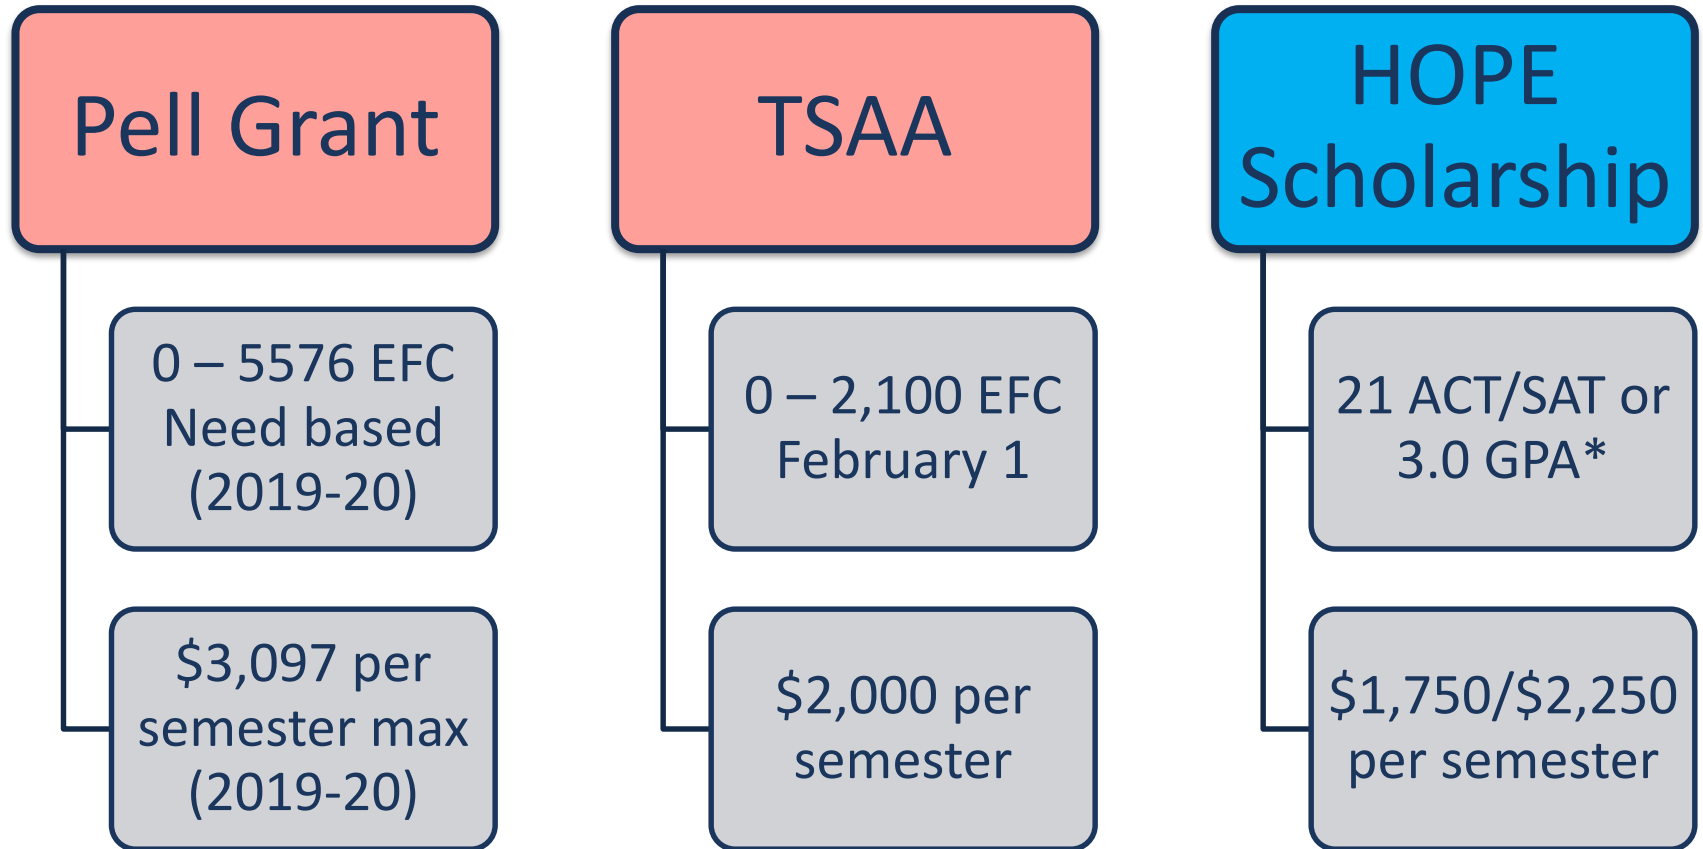 Pell Grant
0 – 5576 EFC
Need based
(2019-20)
$3,097 per
semester max
(2019-20)
TSAA
0 – 2,100 EFC
February 1
$2,000 per
semester
HOPE
Scholarship
21 ACT/SAT or
3.0 GPA*
$1,750/$2,250
per semester